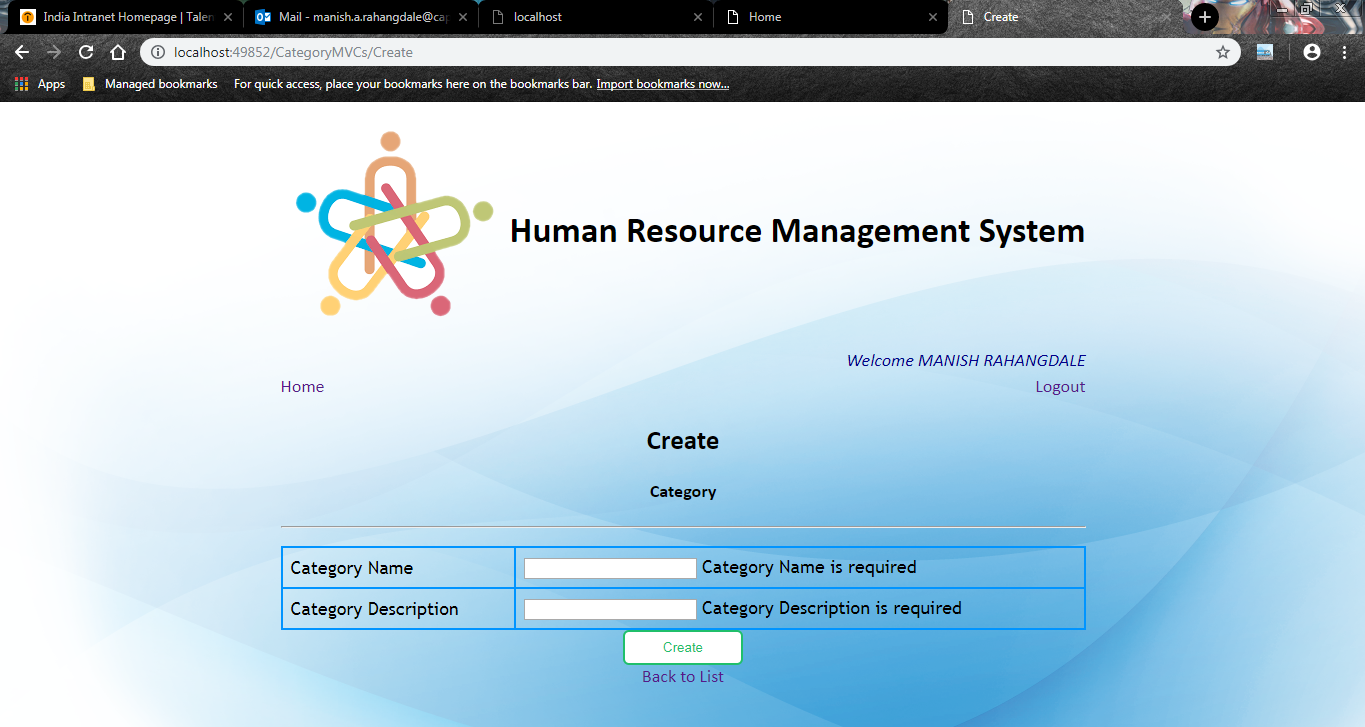 India Intranet Homepage | Talen
Mail - manish.a.rahangdale@cap
localhost
Home
Create
localhost:49852/CategoryMVCs/Create
Apps
Managed bookmarks
For quick access, place your bookmarks here on the bookmarks bar. Import bookmarks now...
Human Resource Management System
Welcome MANISH RAHANGDALE
Home
Logout
Create
Category
Category Name
Category Name is required
Category Description
Category Description is required
Create
Back to List